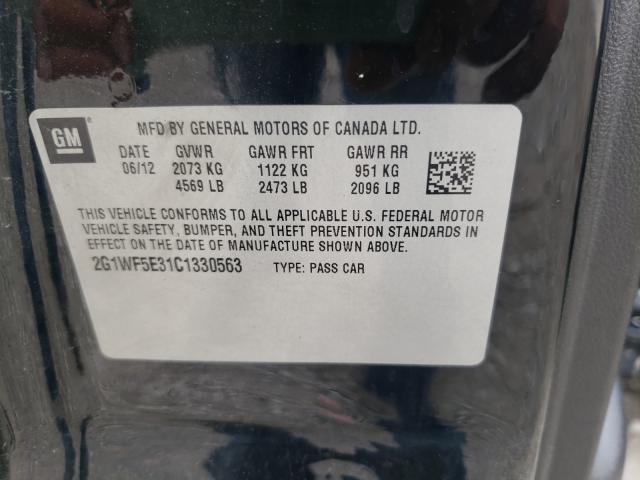 GM
MFD BY GENERAL MOTORS OF CANADA LTD.
DATE GVWR GAWR FRT GAWR RR
06/12 2073 KG 1122 KG 951 KG
4569 LB 2473 LB 2096 LB
THIS VEHICLE CONFORMS TO ALL APPLICABLE U.S. FEDERAL MOTOR
VEHICLE SAFETY, BUMPER, AND THEFT PREVENTION STANDARDS IN
EFFECT ON THE DATE OF MANUFACTURE SHOWN ABOVE.
2G1WF5E31C1330563 TYPE: PASS CAR